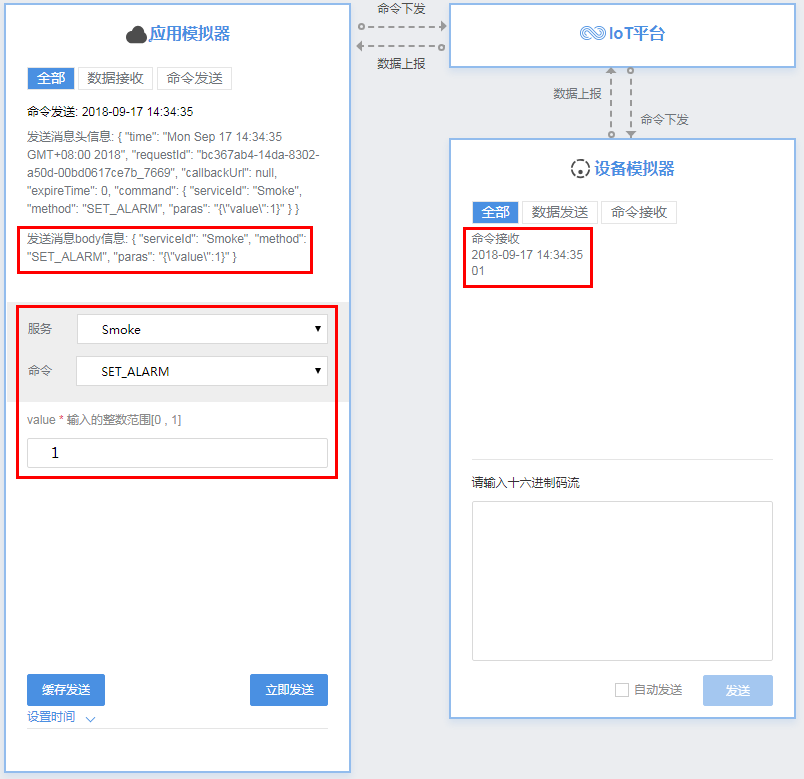 应用模拟器
全部
数据接收
命令发送
命令发送: 2018-09-17 14:34:35
发送消息头信息: { "time": "Mon Sep 17 14:34:35
GMT+08:00 2018", "requestId": "bc367ab4-14da-8302-
a50d-00bd0617ce7b_7669", "callbackUrl": null,
"expireTime": 0, "command": { "serviceId": "Smoke",
"method": "SET_ALARM", "paras": "{\"value\":1}" } }
发送消息body信息: { "serviceId": "Smoke", "method":
"SET_ALARM", "paras": "{\"value\":1}" }
服务
Smoke
命令
SET_ALARM
value * 输入的整数范围[0 , 1]
1
缓存发送
立即发送
设置时间
命令下发
数据上报
IoT平台
数据上报
命令下发
设备模拟器
全部
数据发送
命令接收
命令接收
2018-09-17 14:34:35
01
请输入十六进制码流
自动发送
发送